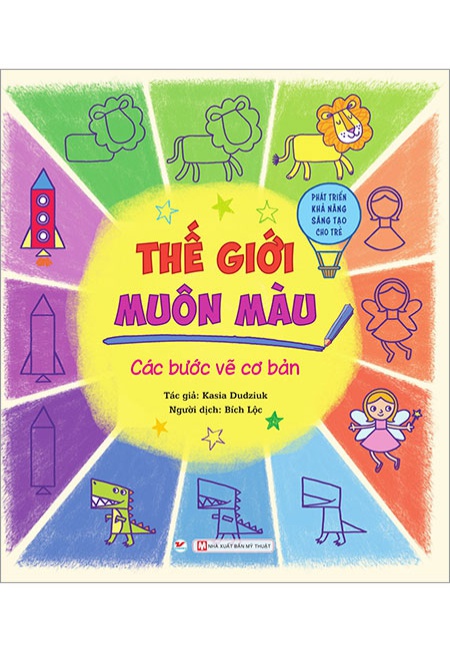 PHÁT TRIỂN
KHẢ NĂNG
SÁNG TẠO
CHO TRẺ
THẾ GIỚI
MUÔN MÀU
Các bước vẽ cơ bản
Tác giả: Kasia Dudziuk
Người dịch: Bích Lộc
NHÀ XUẤT BẢN MỸ THUẬT